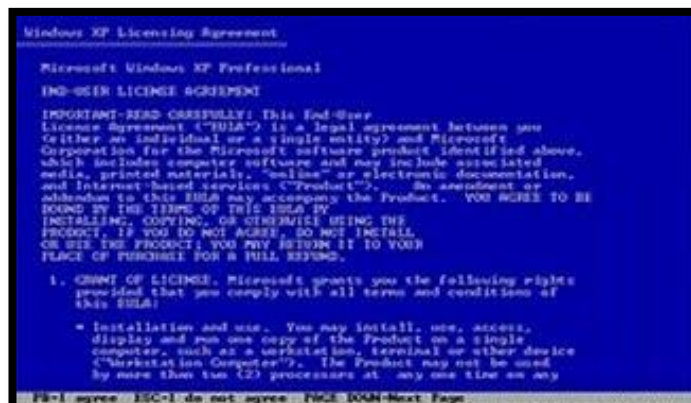 Windows XP Licensing Agreement
Microsoft Windows XP Professional
END-USER LICENSE AGREEMENT
IMPORTANT-READ CAREFULLY: This End-User
License Agreement ("EULA") is a legal agreement between you
(either an individual or a single entity) and Microsoft
Corporation for the Microsoft software product identified above,
which includes computer software and may include associated
media, printed materials, "online" or electronic documentation,
and Internet-based services ("Product"). An amendment or
addendum to this EULA may accompany the Product. YOU AGREE TO BE
BOUND BY THE TERMS OF THIS EULA BY
INSTALLING, COPYING, OR OTHERWISE USING THE
PRODUCT. IF YOU DO NOT AGREE, DO NOT INSTALL
OR USE THE PRODUCT; YOU MAY RETURN IT TO YOUR
PLACE OF PURCHASE FOR A FULL REFUND.
1. GRANT OF LICENSE. Microsoft grants you the following rights
provided that you comply with all terms and conditions of
this EULA:
* Installation and use. You may install, use, access,
display and run one copy of the Product on a single
computer, such as a workstation, terminal or other device
("Workstation Computer"). The Product may not be used
by more than two (2) processors at any one time on any
F8=I agree ESC=I do not agree PAGE DOWN=Next Page